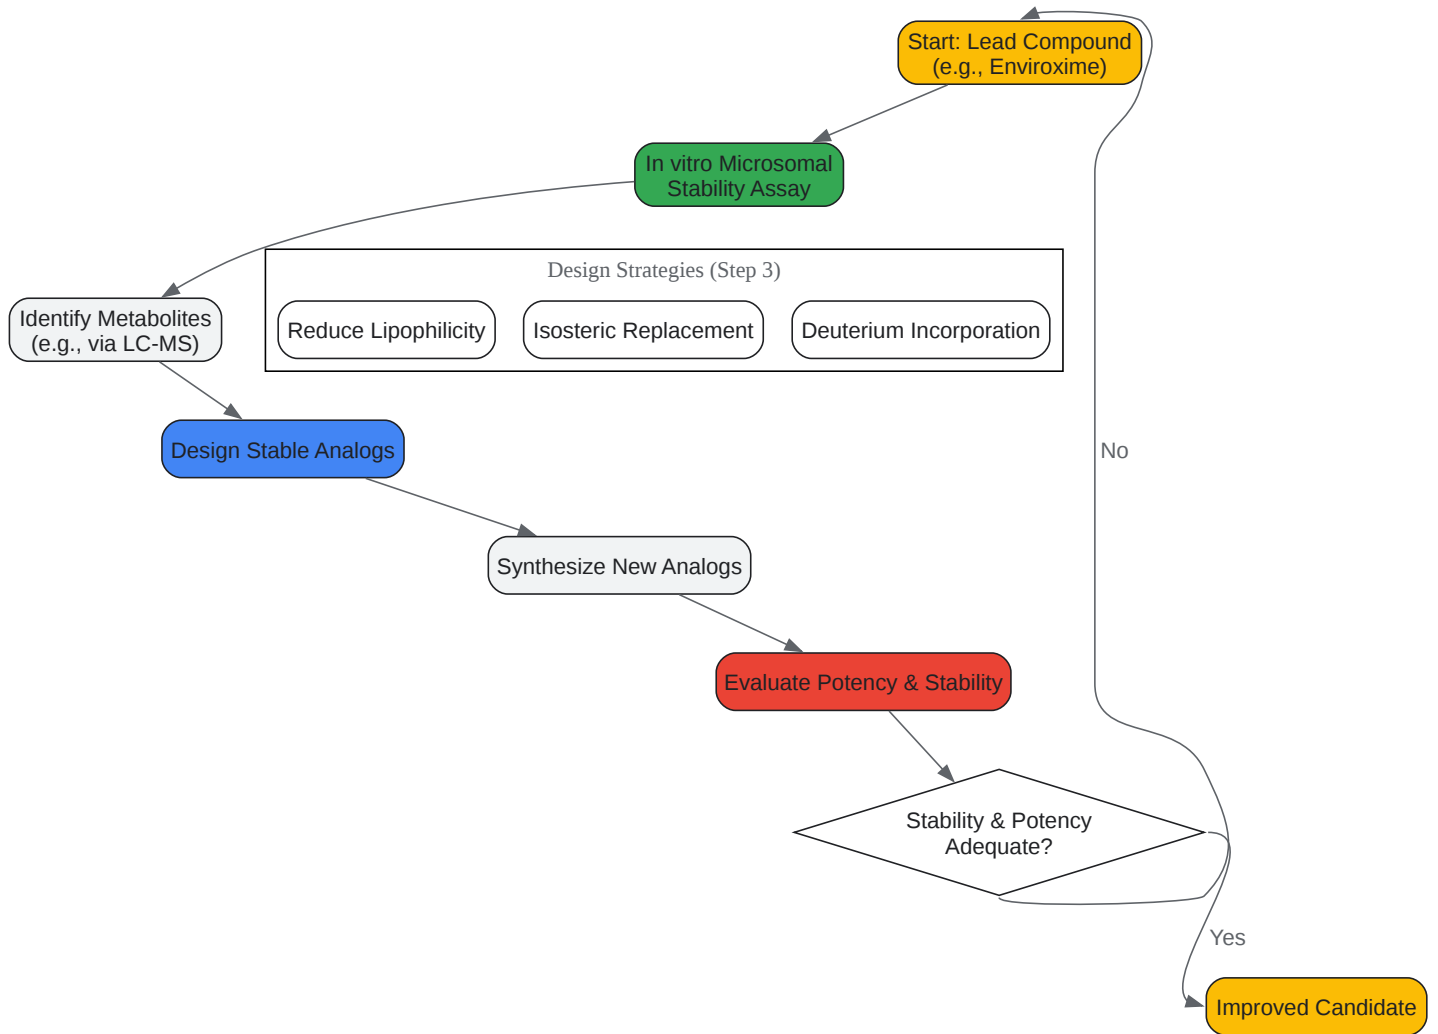 Start: Lead Compound
(e.g., Enviroxime)
In vitro Microsomal
Stability Assay
Design Strategies (Step 3)
Identify Metabolites
(e.g., via LC-MS)
Reduce Lipophilicity
Isosteric Replacement
Deuterium Incorporation
Design Stable Analogs
No
Synthesize New Analogs
Evaluate Potency & Stability
Stability & Potency
Adequate?
Yes
Improved Candidate